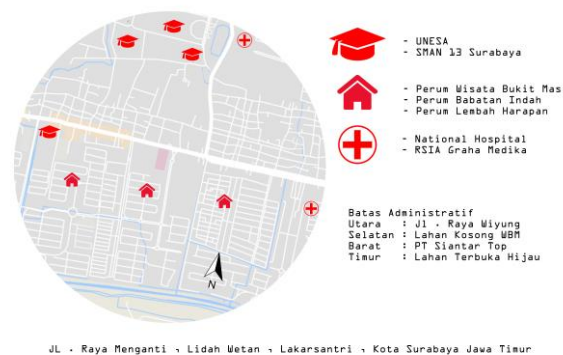 - UNESA
- SMAN 13 Surabaya
- Perum Wisata Bukit Mas
- Perum Babatan Indah
- Perum Lembah Harapan
- National Hospital
- RSIA Graha Medika
Batas Administratif
Utara : Jl . Raya Wiyung
Selatan : Lahan Kosong WBM
Barat : PT Siantar Top
Timur : Lahan Terbuka Hijau
N
JL . Raya Menganti , Lidah Wetan , Lakarsantri , Kota Surabaya Jawa Timur